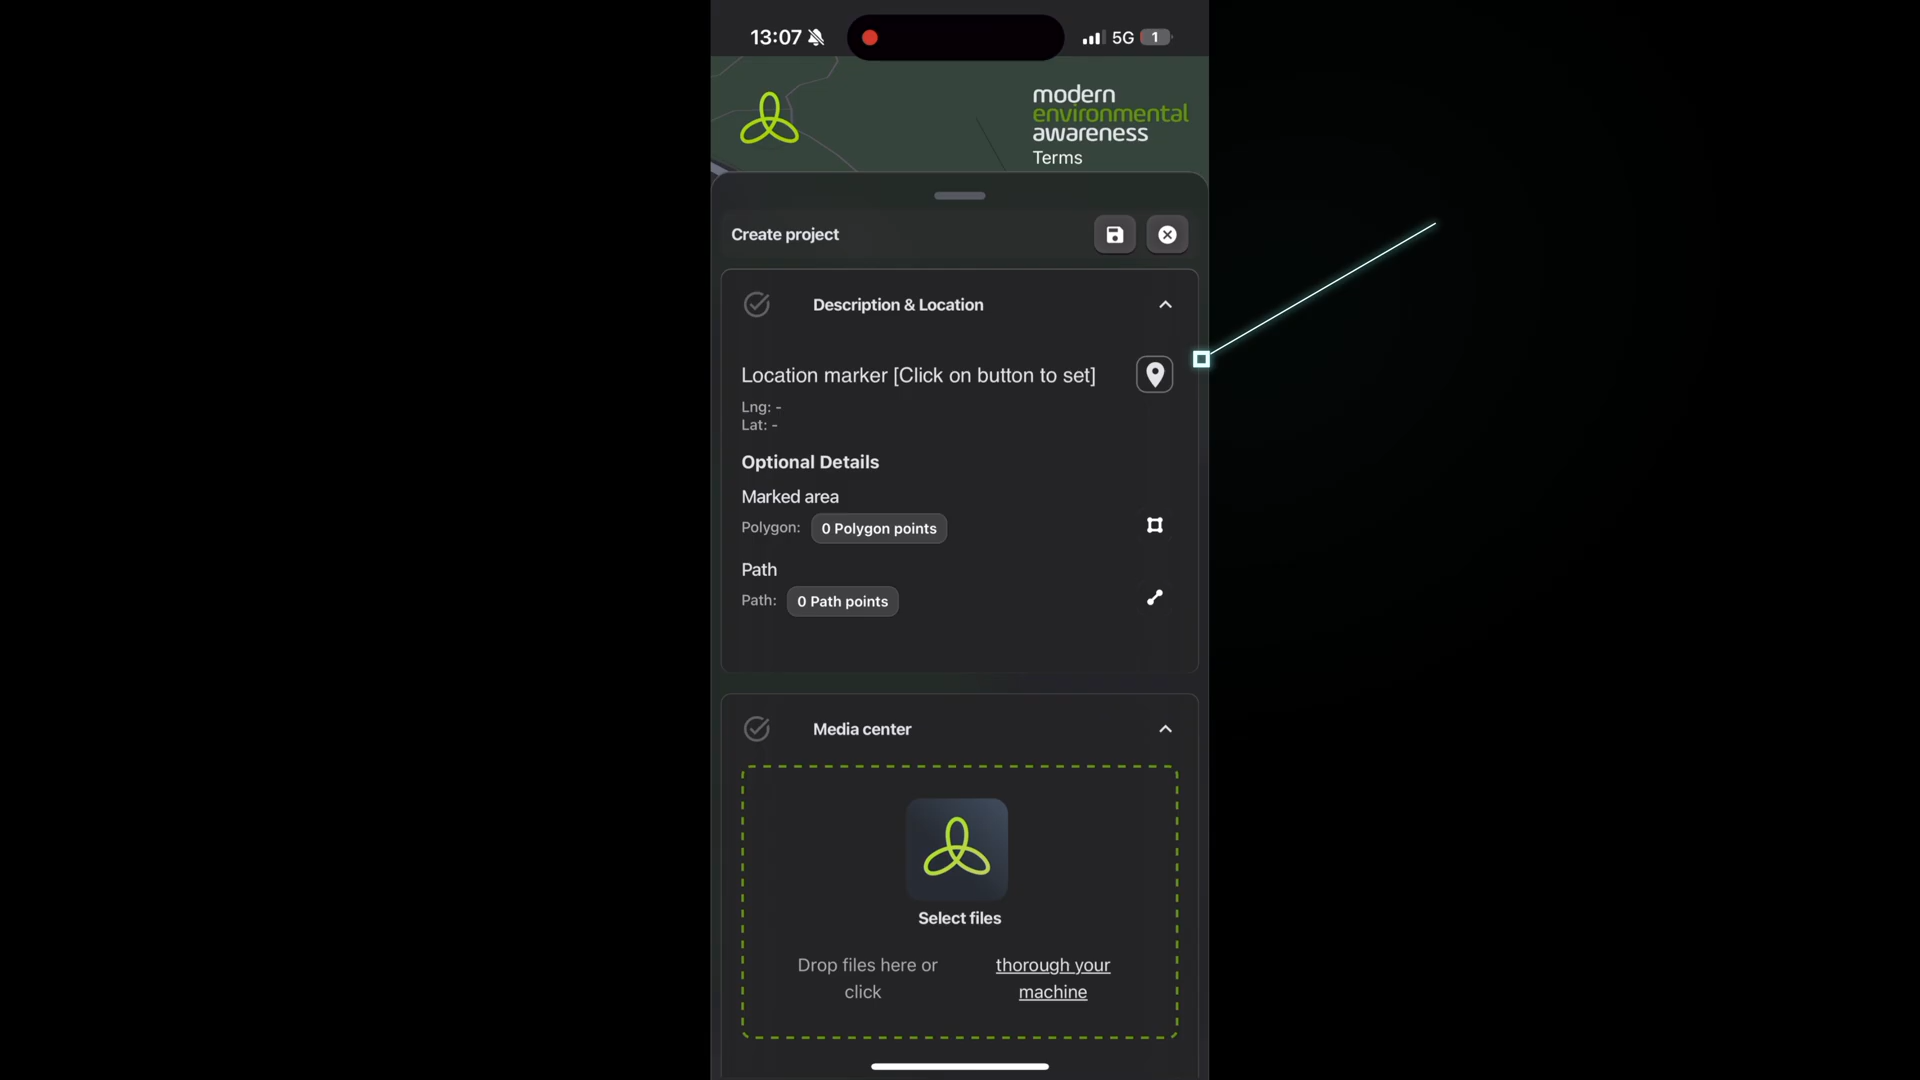 13:07
5G 1
modern
environmental
awareness
Terms
Create project
Description & Location
Location marker [Click on button to set]
Lng: -
Lat: -
Optional Details
Marked area
Polygon: 0 Polygon points
Path
Path: 0 Path points
Media center
Select files
Drop files here or
click
thorough your
machine